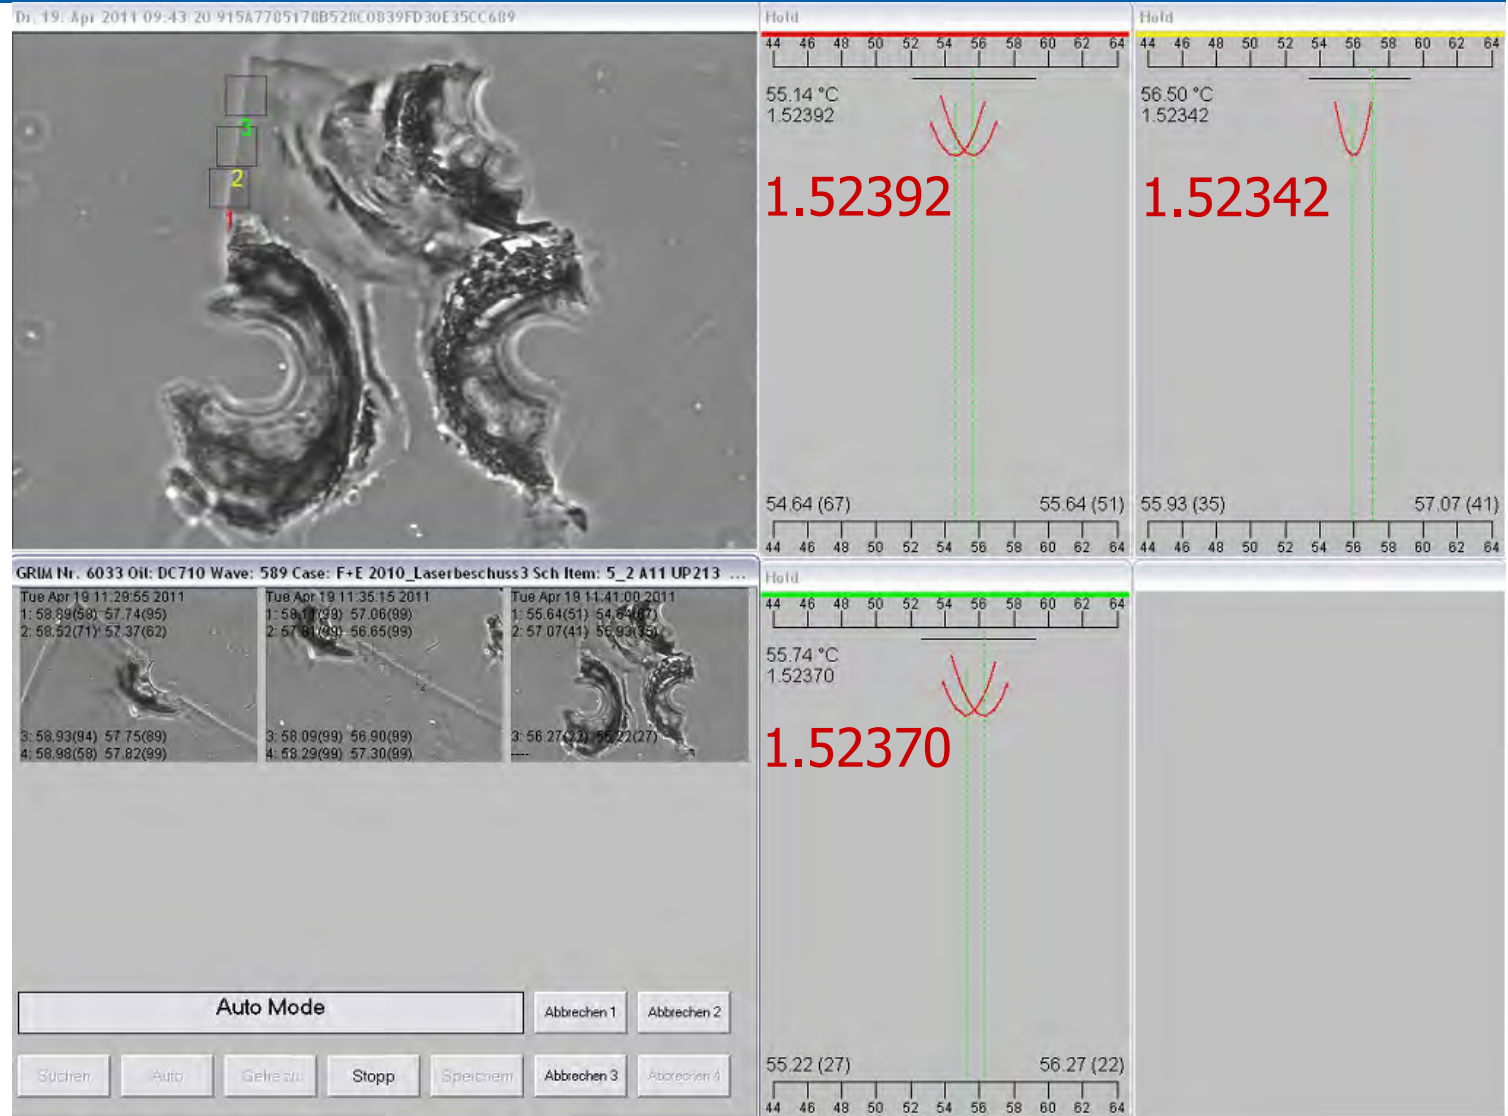 Di, 19. Apr 2011 09:43:20 915A7785178B528C0839FD30E35CC689
3
2
1
Hold
44 46 48 50 52 54 56 58 60 62 64
55.14 °C
1.52392
1.52392
54.64 (67) 55.64 (51)
44 46 48 50 52 54 56 58 60 62 64
Hold
44 46 48 50 52 54 56 58 60 62 64
56.50 °C
1.52342
1.52342
55.93 (35) 57.07 (41)
44 46 48 50 52 54 56 58 60 62 64
GRIM Nr. 6033 Oil: DC710 Wave: 589 Case: F+E 2010_Laserbeschuss3 Sch Item: 5_2 A11 UP213 ...
Tue Apr 19 11:29:55 2011
1: 58.89(58) 57.74(95)
2: 58.52(71) 57.37(62)
3: 58.93(94) 57.75(89)
4: 58.98(58) 57.82(99)
Tue Apr 19 11:35:15 2011
57.06(99)
56.65(99)
3: 58.09(99) 56.90(99)
4: 58.29(99) 57.30(99)
Tue Apr 19 11:41:00 2011
1: 55.64(51) 54.64(67)
2: 57.07(41) 55.93(35)
3: 56.27(22) 55.22(27)
----
Hold
44 46 48 50 52 54 56 58 60 62 64
55.74 °C
1.52370
1.52370
55.22 (27) 56.27 (22)
44 46 48 50 52 54 56 58 60 62 64
Auto Mode
Abbrechen 1
Abbrechen 2
Suchen
Auto
Gehe zu
Stopp
Speichern
Abbrechen 3
Abbrechen 4